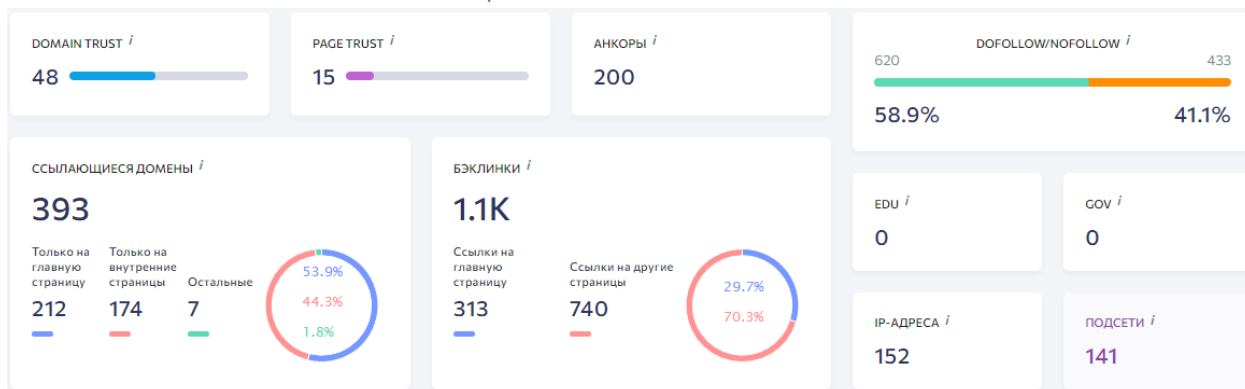 DOMAIN TRUST i
48
PAGE TRUST i
15
АНКОРЫ i
200
DOFOLLOW/NOFOLLOW i
620 433
58.9% 41.1%
ССЫЛАЮЩИЕСЯ ДОМЕНЫ i
393
Только на
главную
страницу
212
Только на
внутренние
страницы
174
Остальные
7
53.9%
44.3%
1.8%
БЭКЛИНКИ i
1.1K
Ссылки на
главную
страницу
313
Ссылки на другие
страницы
740
29.7%
70.3%
EDU i
0
GOV i
0
IP-АДРЕСА i
152
ПОДСЕТИ i
141